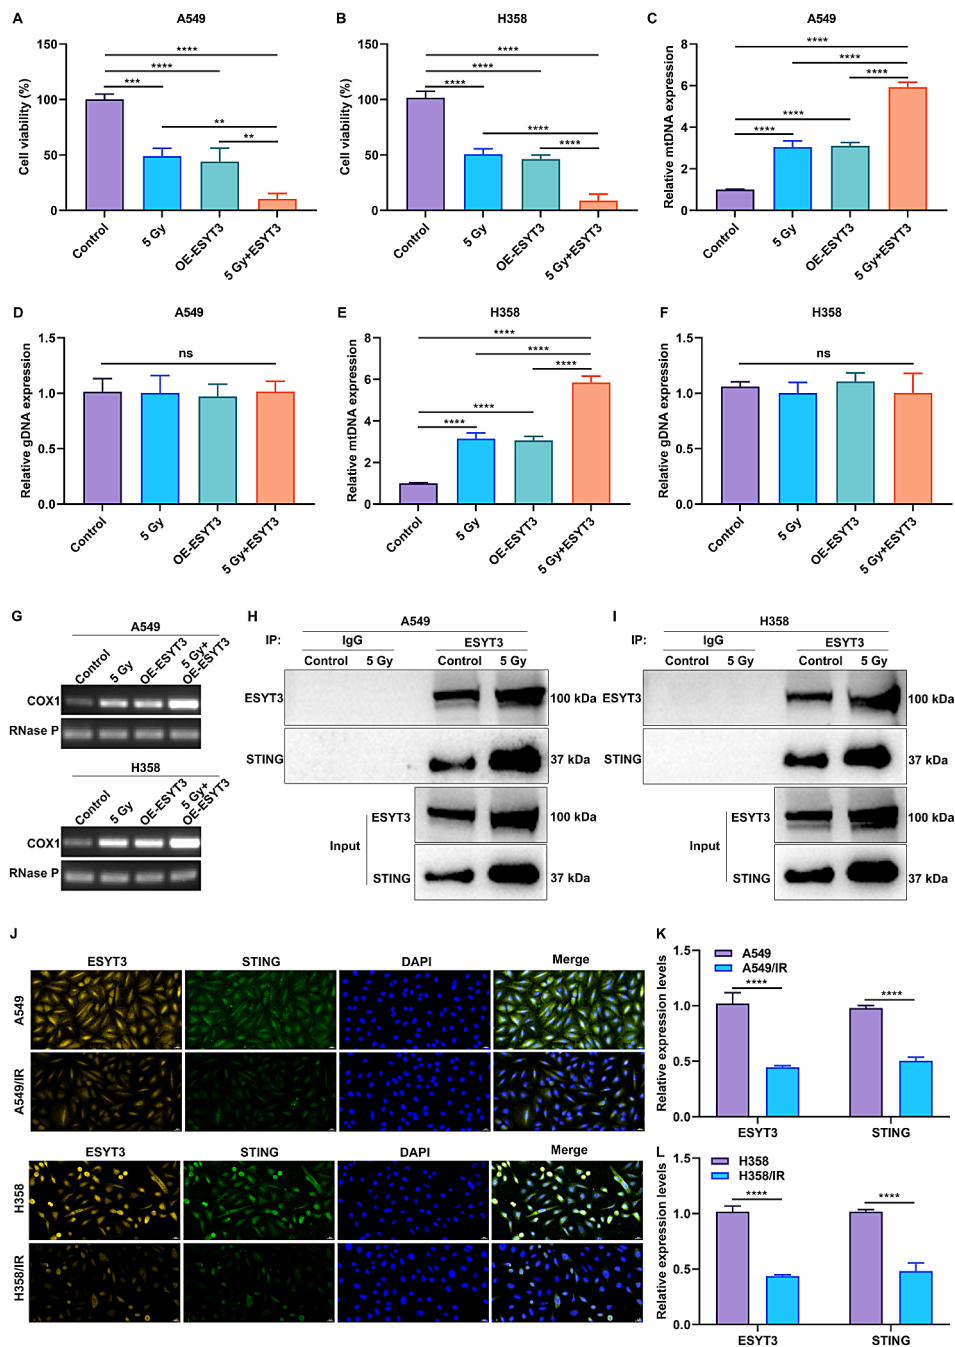 A
A549
Cell viability (%)
150
100
50
0
****
****
***
**
**
Control
5 Gy
OE-ESYT3
5 Gy+ESYT3
B
H358
Cell viability (%)
150
100
50
0
****
****
****
****
****
Control
5 Gy
OE-ESYT3
5 Gy+ESYT3
C
A549
Relative mtDNA expression
8
6
4
2
0
****
****
****
****
****
Control
5 Gy
OE-ESYT3
5 Gy+ESYT3
D
A549
Relative gDNA expression
1.5
1.0
0.5
0.0
ns
Control
5 Gy
OE-ESYT3
5 Gy+ESYT3
E
H358
Relative mtDNA expression
8
6
4
2
0
****
****
****
****
****
Control
5 Gy
OE-ESYT3
5 Gy+ESYT3
F
H358
Relative gDNA expression
1.5
1.0
0.5
0.0
ns
Control
5 Gy
OE-ESYT3
5 Gy+ESYT3
G
A549
Control
5 Gy
OE-ESYT3
5 Gy+
OE-ESYT3
COX1
RNase P
H358
Control
5 Gy
OE-ESYT3
5 Gy+
OE-ESYT3
COX1
RNase P
H
A549
IP:
IgG
ESYT3
Control 5 Gy Control 5 Gy
ESYT3
100 kDa
STING
37 kDa
Input
ESYT3
100 kDa
STING
37 kDa
I
H358
IP:
IgG
ESYT3
Control 5 Gy Control 5 Gy
ESYT3
100 kDa
STING
37 kDa
Input
ESYT3
100 kDa
STING
37 kDa
J
ESYT3 STING DAPI Merge
A549
A549/IR
ESYT3 STING DAPI Merge
H358
H358/IR
K
Relative expression levels
1.5
1.0
0.5
0.0
A549
A549/IR
****
****
ESYT3
STING
L
Relative expression levels
1.5
1.0
0.5
0.0
H358
H358/IR
****
****
ESYT3
STING